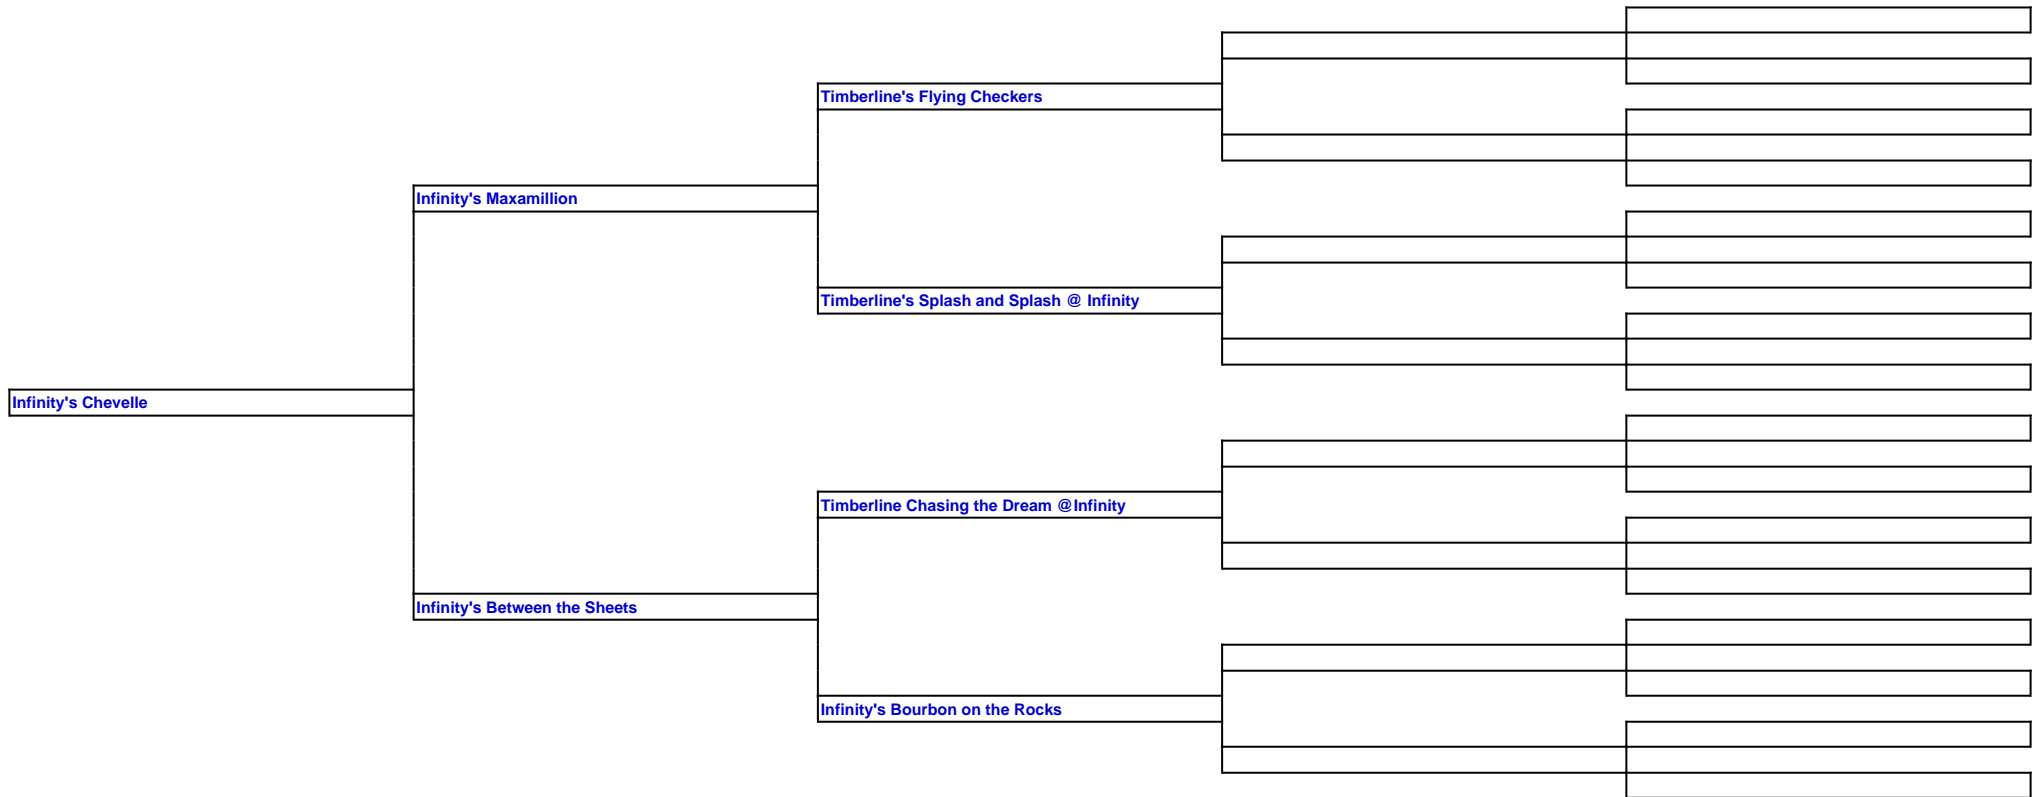 Timberline's Flying Checkers
Infinity's Maxamillion
Timberline's Splash and Splash @ Infinity
Infinity's Chevelle
Timberline Chasing the Dream @Infinity
Infinity's Between the Sheets
Infinity's Bourbon on the Rocks